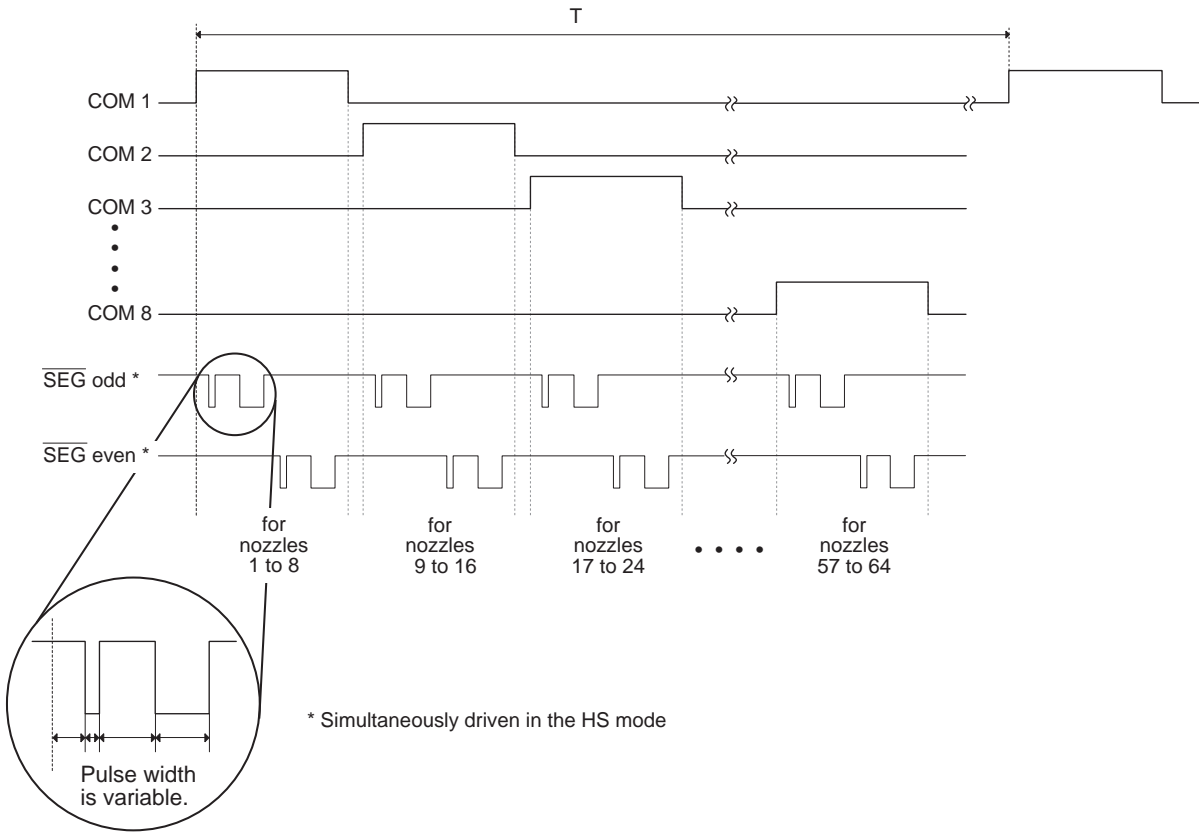 T
COM 1
COM 2
COM 3
COM 8
SEG odd *
SEG even *
for
nozzles
1 to 8
for
nozzles
9 to 16
for
nozzles
17 to 24
for
nozzles
57 to 64
* Simultaneously driven in the HS mode
Pulse width
is variable.